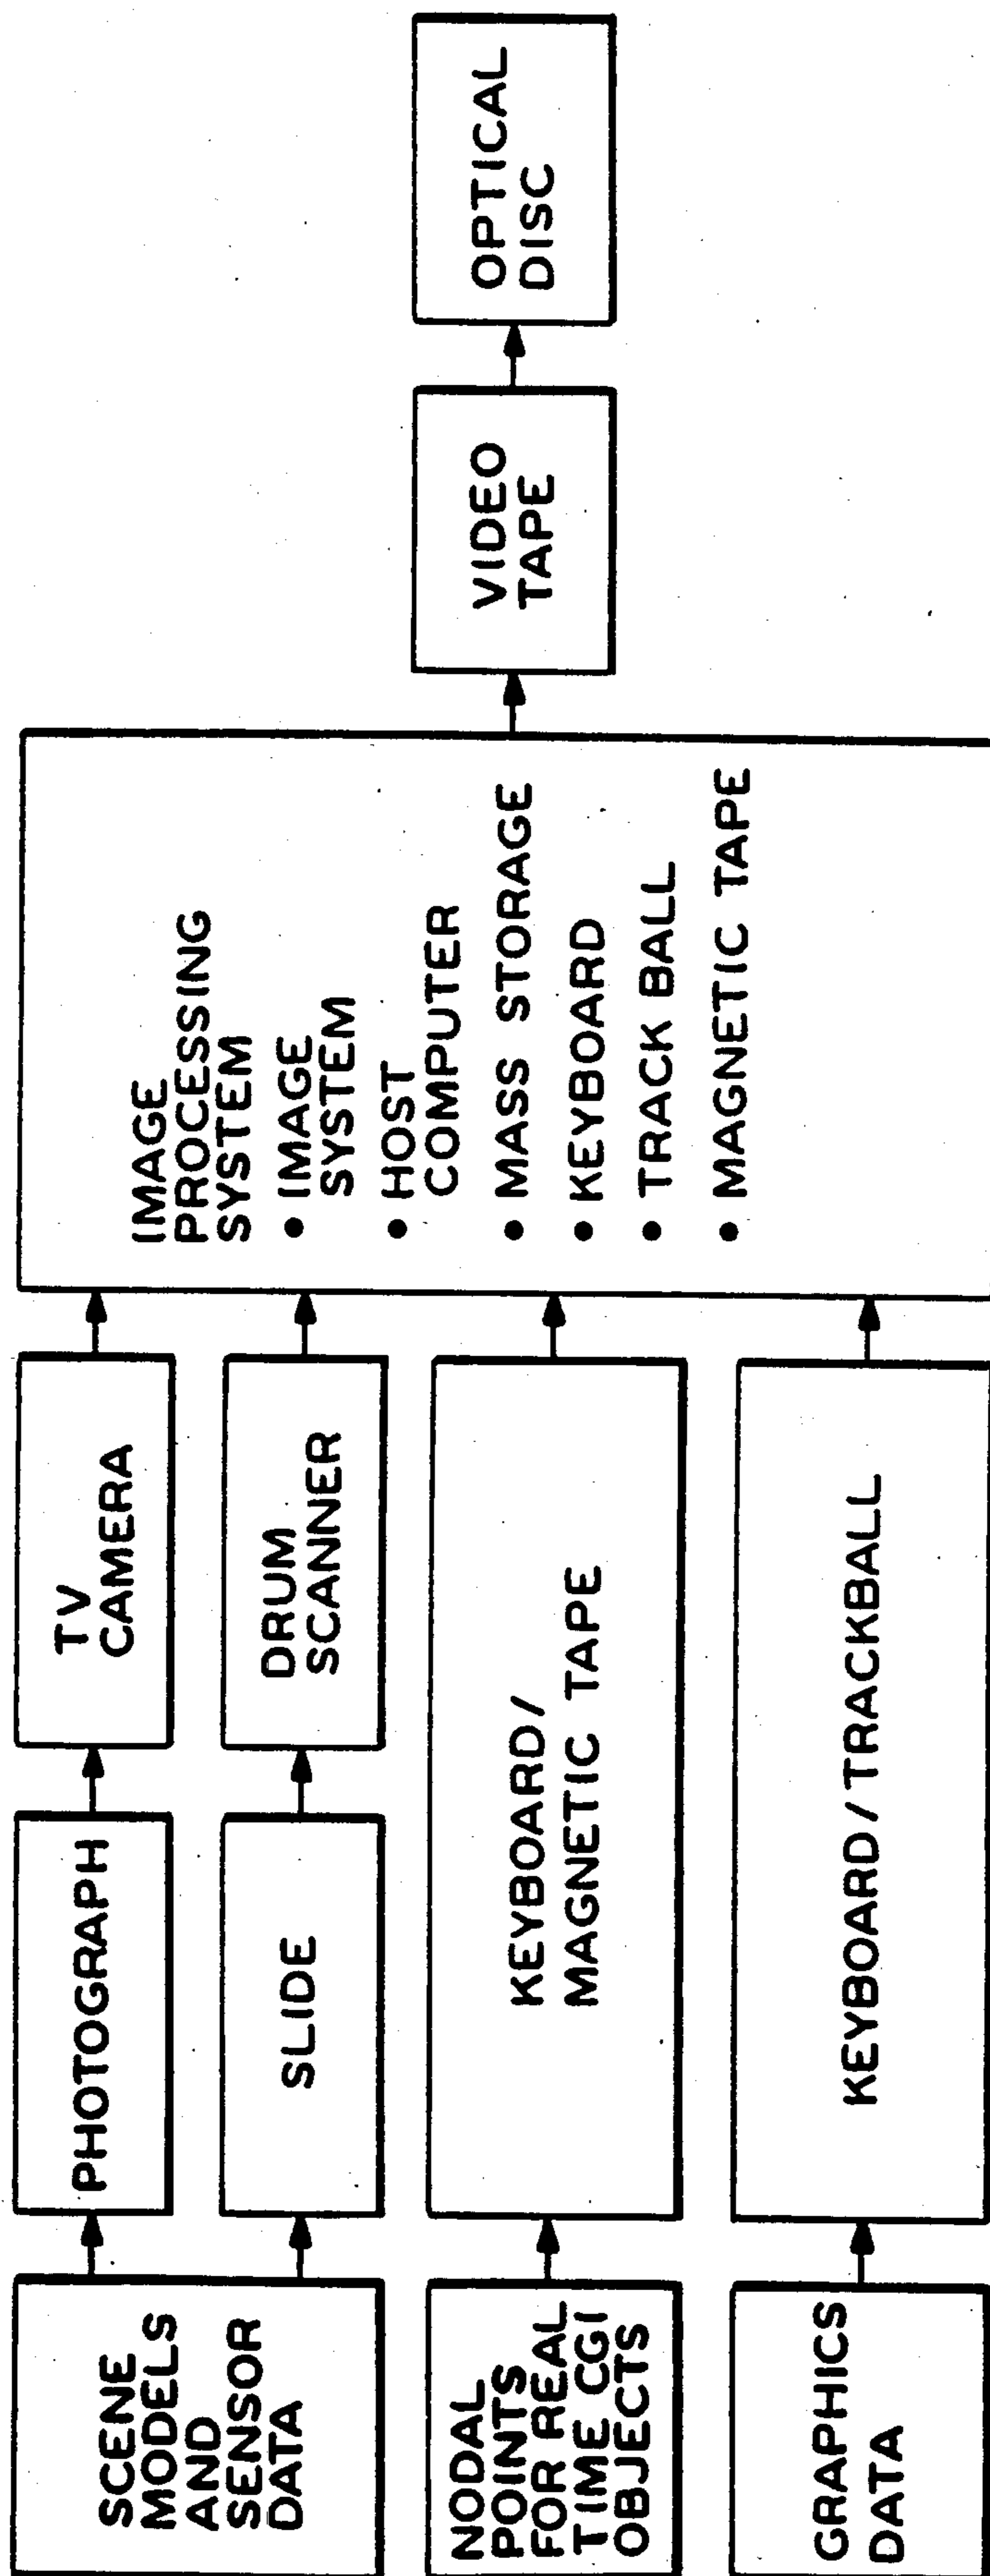 SCENE
MODELS
AND
SENSOR
DATA
PHOTOGRAPH
TV
CAMERA
SLIDE
DRUM
SCANNER
NODAL
POINTS
FOR REAL
TIME CGI
OBJECTS
KEYBOARD/
MAGNETIC TAPE
GRAPHICS
DATA
KEYBOARD/TRACKBALL
IMAGE
PROCESSING
SYSTEM
• IMAGE
SYSTEM
• HOST
COMPUTER
• MASS STORAGE
• KEYBOARD
• TRACK BALL
• MAGNETIC TAPE
VIDEO
TAPE
OPTICAL
DISC